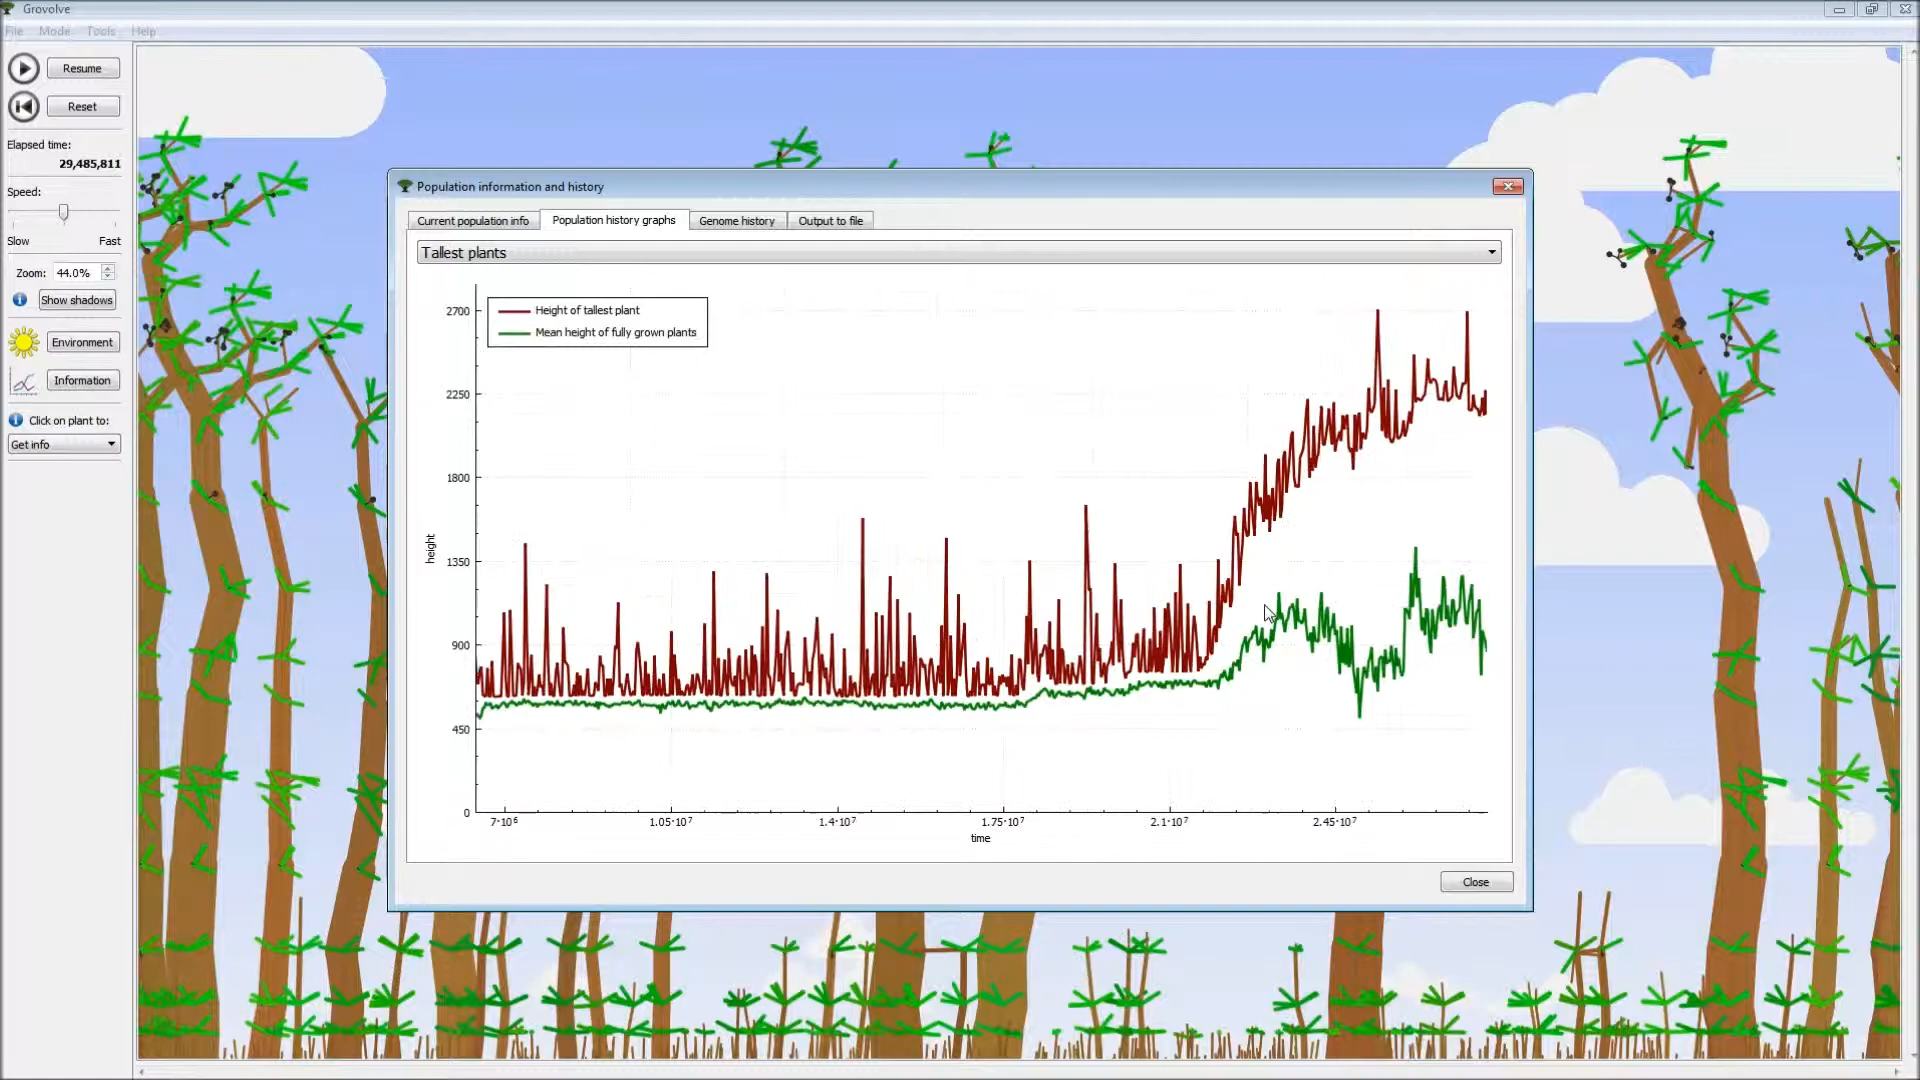 Grovolve
File Mode Tools Help
Resume
Reset
Elapsed time:
29,485,811
Speed:
Slow Fast
Zoom: 44.0%
Show shadows
Environment
Information
Click on plant to:
Get info
Population information and history
Current population info Population history graphs Genome history Output to file
Tallest plants
Height of tallest plant
Mean height of fully grown plants
2700
2250
1800
1350
900
450
0
height
7·10⁶ 1.05·10⁷ 1.4·10⁷ 1.75·10⁷ 2.1·10⁷ 2.45·10⁷
time
Close